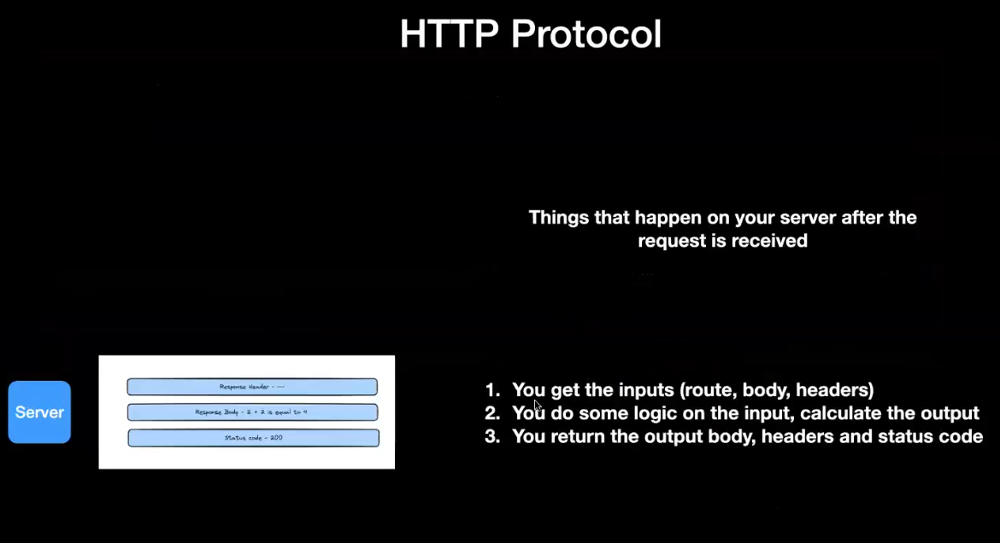 HTTP Protocol
Things that happen on your server after the
request is received
Server
Response Header - ---
Response Body - 2 + 2 is equal to 4
Status code - 200
1. You get the inputs (route, body, headers)
2. You do some logic on the input, calculate the output
3. You return the output body, headers and status code